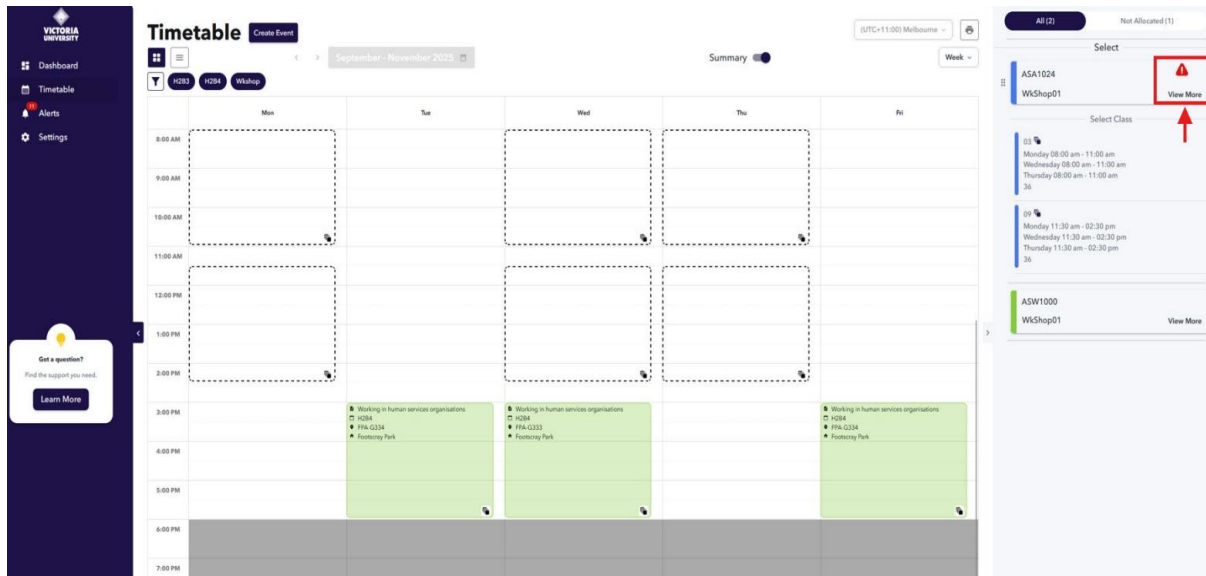 VICTORIA
UNIVERSITY
Dashboard
Timetable
11
Alerts
Settings
Got a question?
Find the support you need.
Learn More
Timetable
Create Event
(UTC+11:00) Melbourne
September - November 2025
Summary
Week
H2B3
H2B4
Wkshop
Mon
Tue
Wed
Thu
Fri
8:00 AM
9:00 AM
10:00 AM
11:00 AM
12:00 PM
1:00 PM
2:00 PM
3:00 PM
4:00 PM
5:00 PM
6:00 PM
7:00 PM
Working in human services organisations
H2B4
FPA-G334
Footscray Park
Working in human services organisations
H2B4
FPA-G333
Footscray Park
Working in human services organisations
H2B4
FPA-G334
Footscray Park
All (2)
Not Allocated (1)
Select
ASA1024
WkShop01
View More
Select Class
03
Monday 08:00 am - 11:00 am
Wednesday 08:00 am - 11:00 am
Thursday 08:00 am - 11:00 am
36
09
Monday 11:30 am - 02:30 pm
Wednesday 11:30 am - 02:30 pm
Thursday 11:30 am - 02:30 pm
36
ASW1000
WkShop01
View More